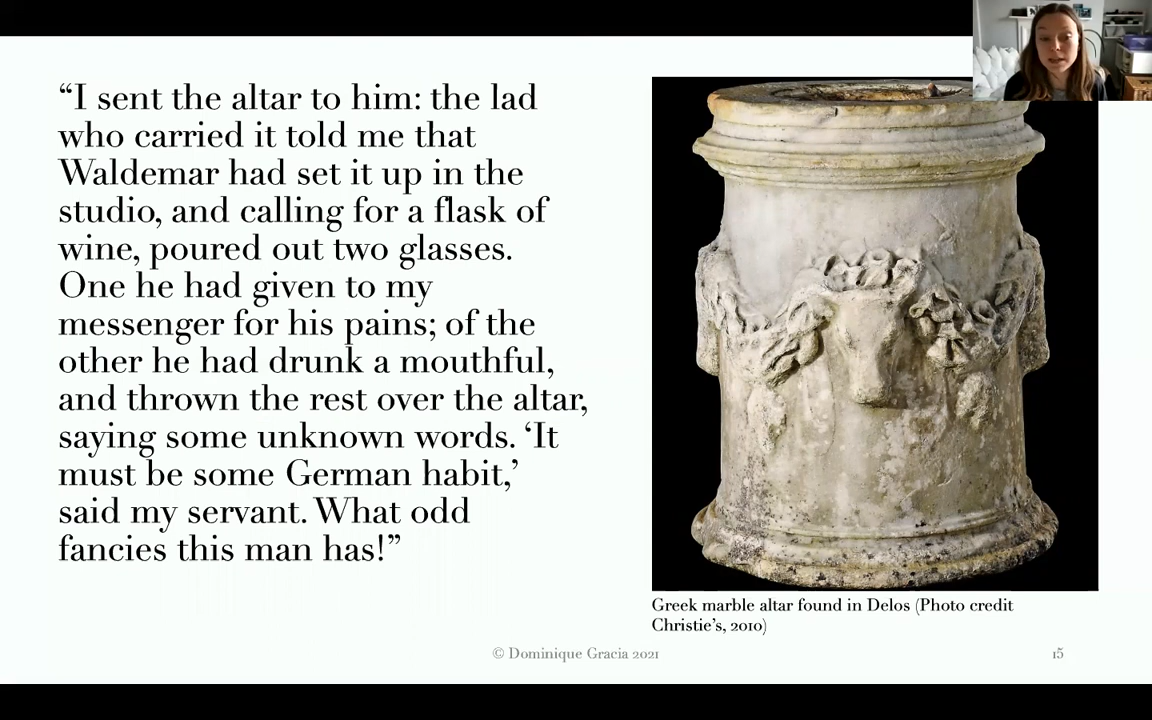 “I sent the altar to him: the lad
who carried it told me that
Waldemar had set it up in the
studio, and calling for a flask of
wine, poured out two glasses.
One he had given to my
messenger for his pains; of the
other he had drunk a mouthful,
and thrown the rest over the altar,
saying some unknown words. ‘It
must be some German habit,’
said my servant. What odd
fancies this man has!”
Greek marble altar found in Delos (Photo credit
Christie’s, 2010)
© Dominique Gracia 2021
15